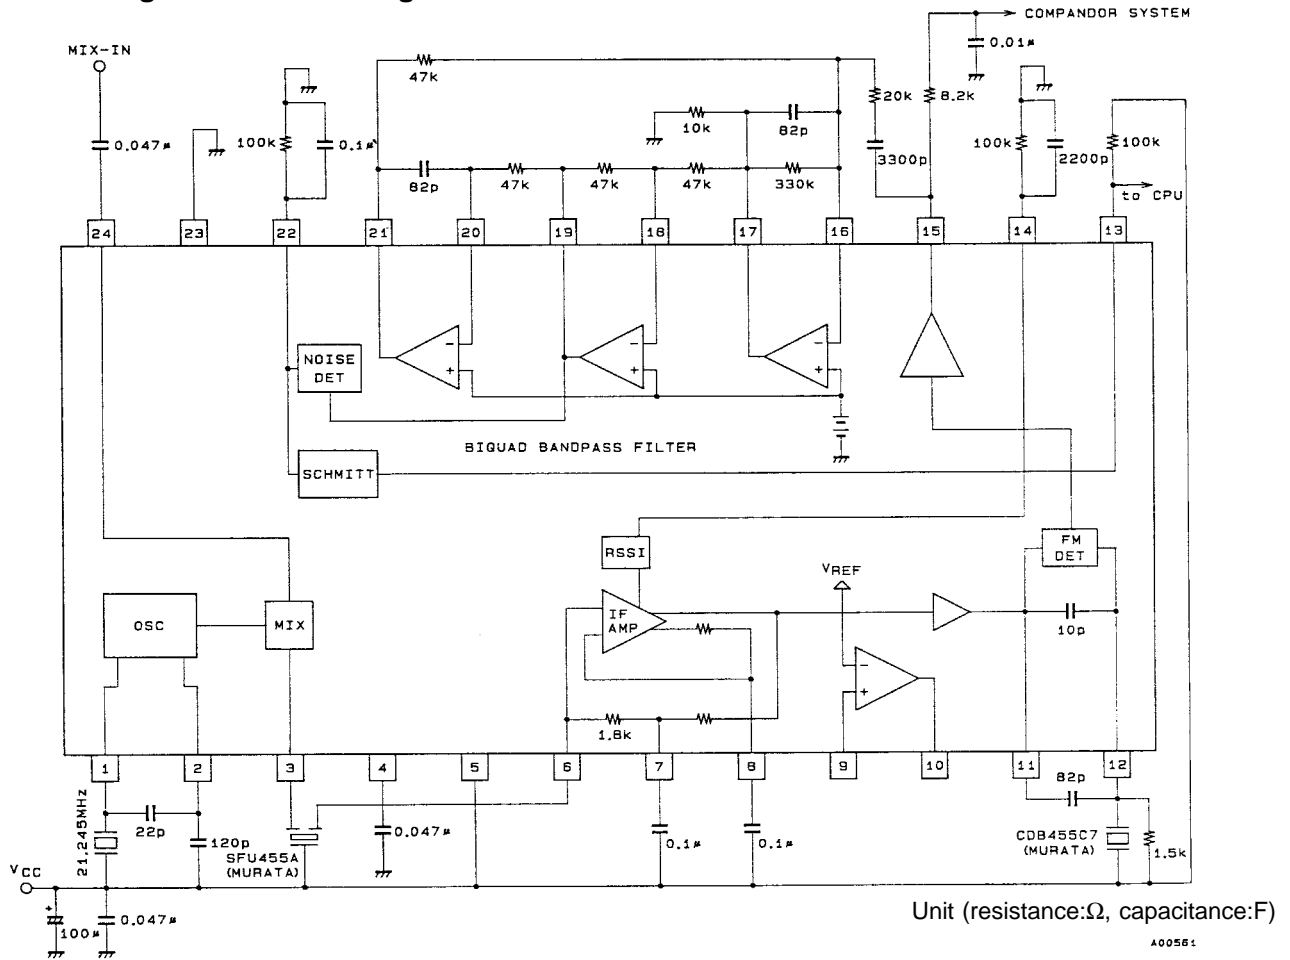 COMPANDOR SYSTEM
MIX-IN
0.01μ
47k
20k
8.2k
0.047μ
100k
0.1μ
10k
82p
3300p
100k
2200p
100k
82p
47k
47k
47k
330k
to CPU
24
23
22
21
20
19
18
17
16
15
14
13
NOISE
DET
-
+
-
+
-
+
BIQUAD BANDPASS FILTER
SCHMITT
RSSI
FM
DET
VREF
OSC
MIX
IF
AMP
10p
-
+
1.8k
1
2
3
4
5
6
7
8
9
10
11
12
21.245MHz
22p
120p
SFU455A
(MURATA)
0.047μ
0.1μ
0.1μ
82p
CDB455C7
(MURATA)
1.5k
VCC
+
100μ
0.047μ
Unit (resistance:Ω, capacitance:F)
A00561